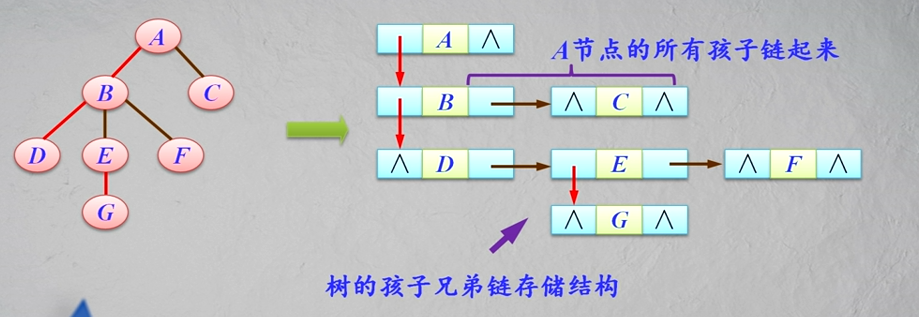 A
B
C
D
E
F
G
A ∧
A节点的所有孩子链起来
B
∧ C ∧
∧ D
E
∧ F ∧
∧ G ∧
树的孩子兄弟链存储结构